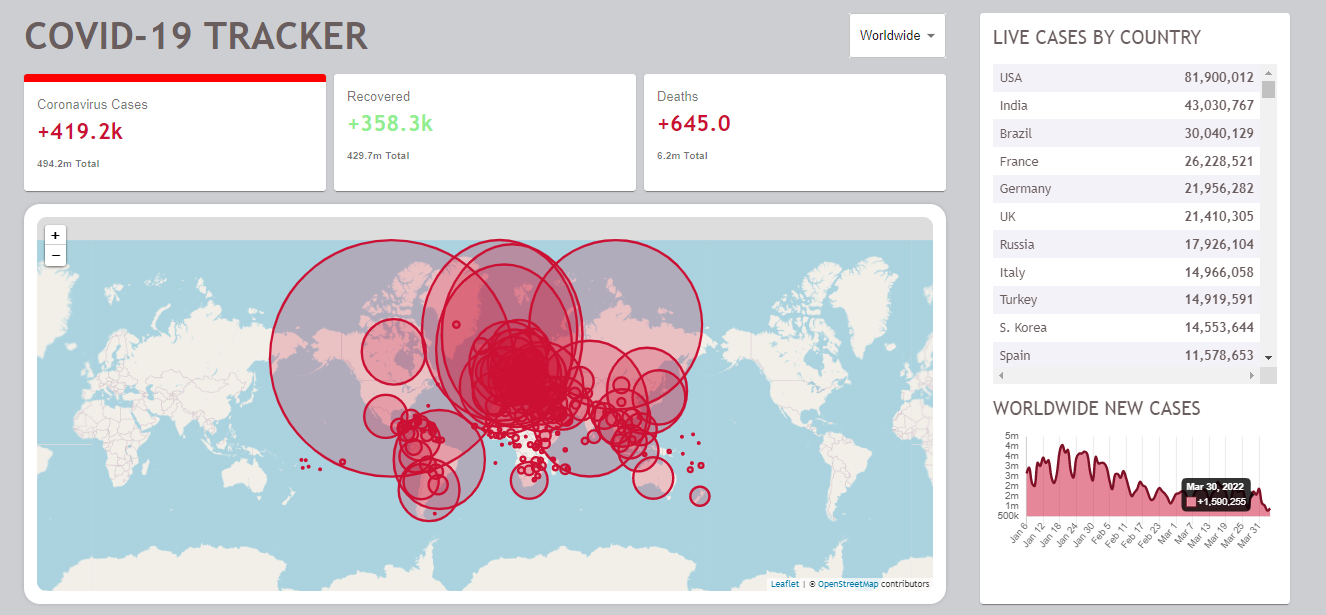 COVID-19 TRACKER
Worldwide
Coronavirus Cases
+419.2k
494.2m Total
Recovered
+358.3k
429.7m Total
Deaths
+645.0
6.2m Total
+
−
Leaflet | © OpenStreetMap contributors
LIVE CASES BY COUNTRY
USA 81,900,012
India 43,030,767
Brazil 30,040,129
France 26,228,521
Germany 21,956,282
UK 21,410,305
Russia 17,926,104
Italy 14,966,058
Turkey 14,919,591
S. Korea 14,553,644
Spain 11,578,653
WORLDWIDE NEW CASES
5m
4m
4m
3m
3m
2m
2m
1m
500k
Mar 30, 2022
+1,590,255
Jan 6 Jan 12 Jan 18 Jan 24 Jan 30 Feb 5 Feb 11 Feb 17 Feb 23 Mar 1 Mar 7 Mar 13 Mar 19 Mar 25 Mar 31